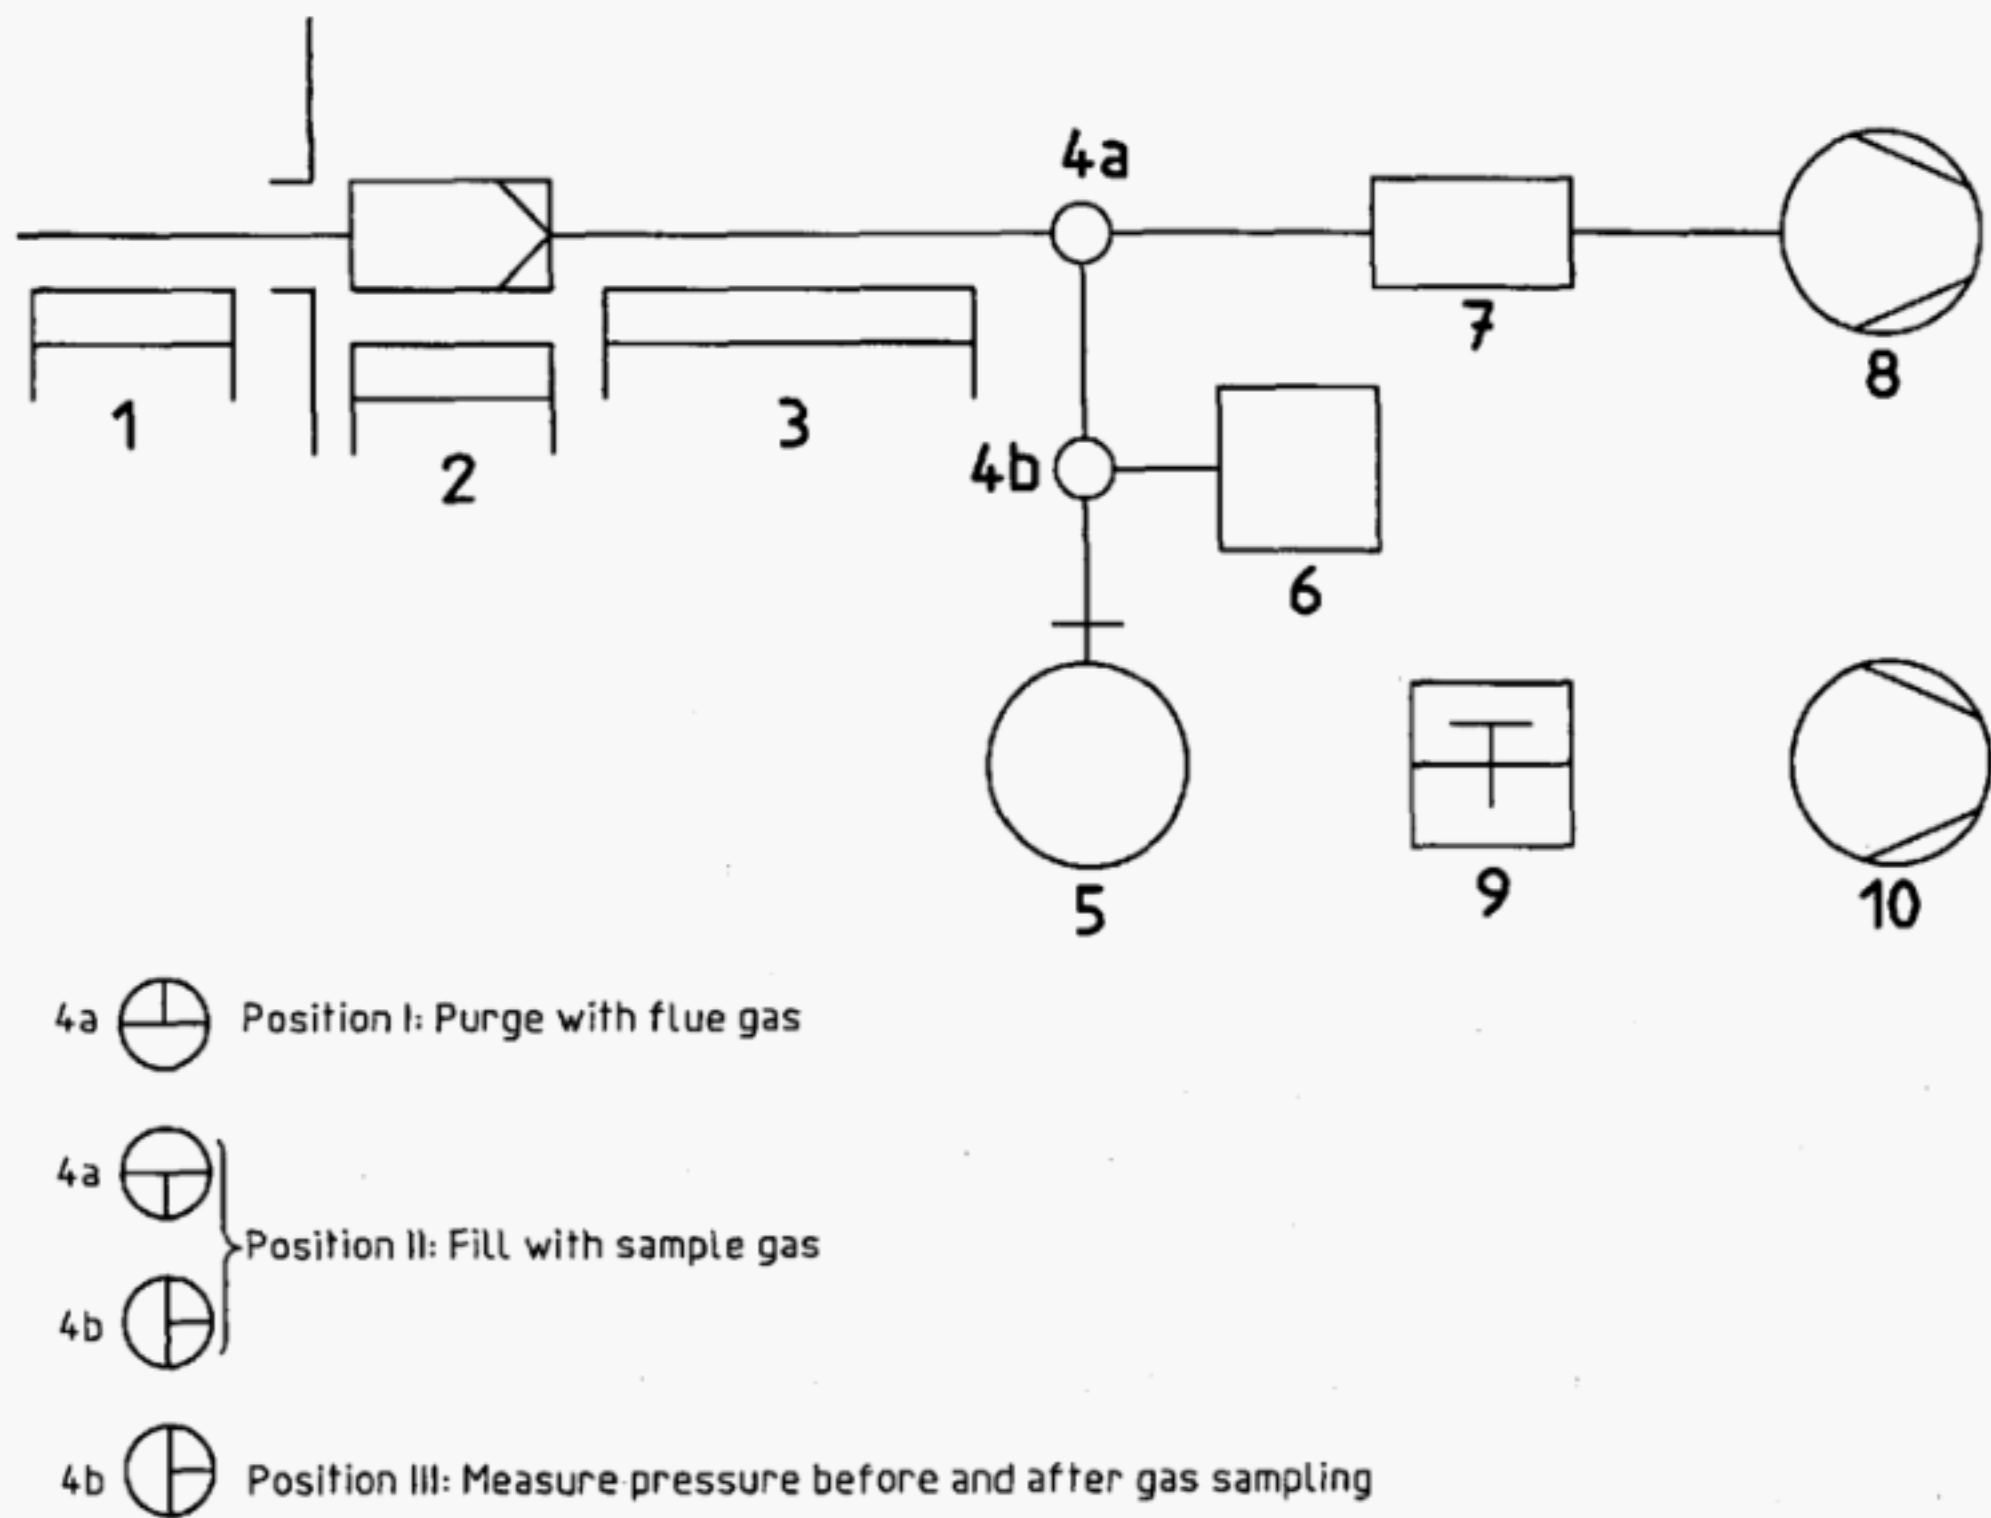 4a
7
8
1
2
3
4b
6
5
9
10
4a Position I: Purge with flue gas
4a
Position II: Fill with sample gas
4b
4b Position III: Measure pressure before and after gas sampling